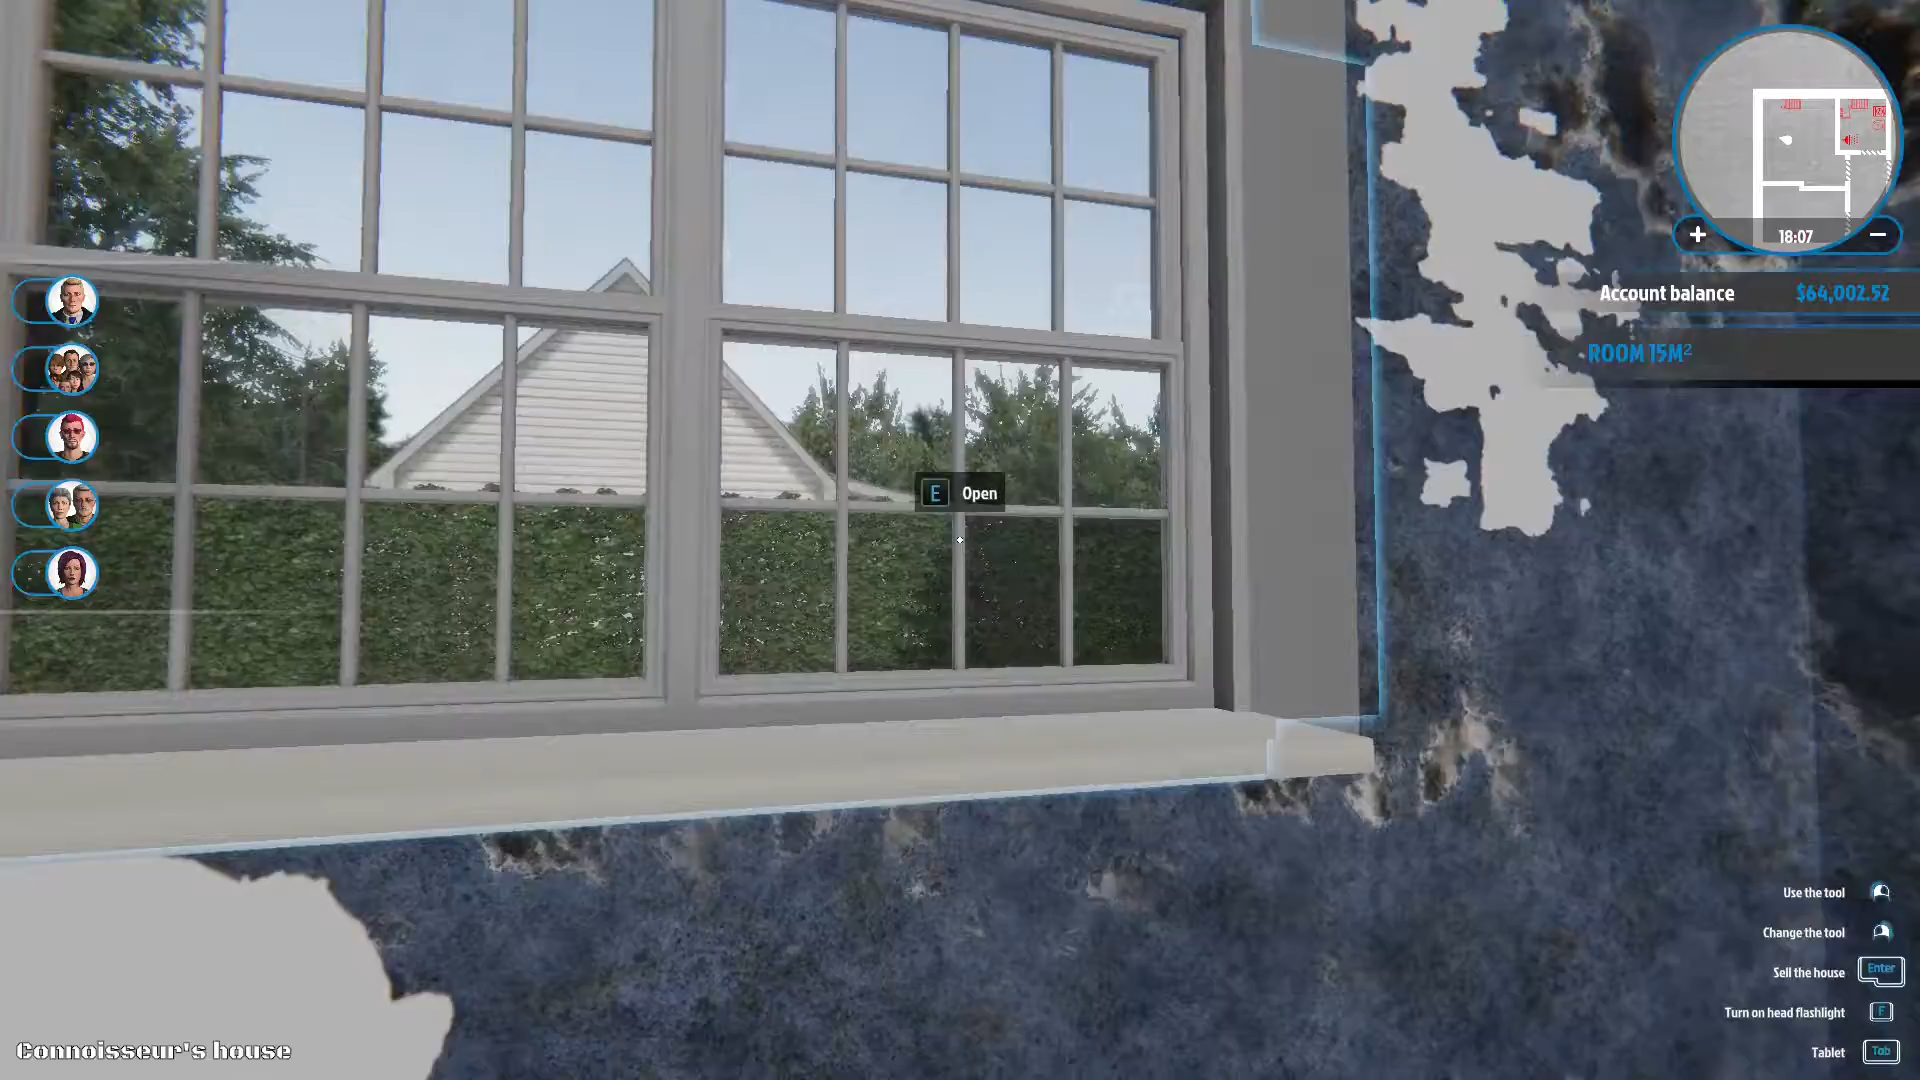 18:07
Account balance $64,002.52
ROOM 15M²
E Open
Use the tool
Change the tool
Sell the house Enter
Turn on head flashlight F
Tablet Tab
Connoisseur's house